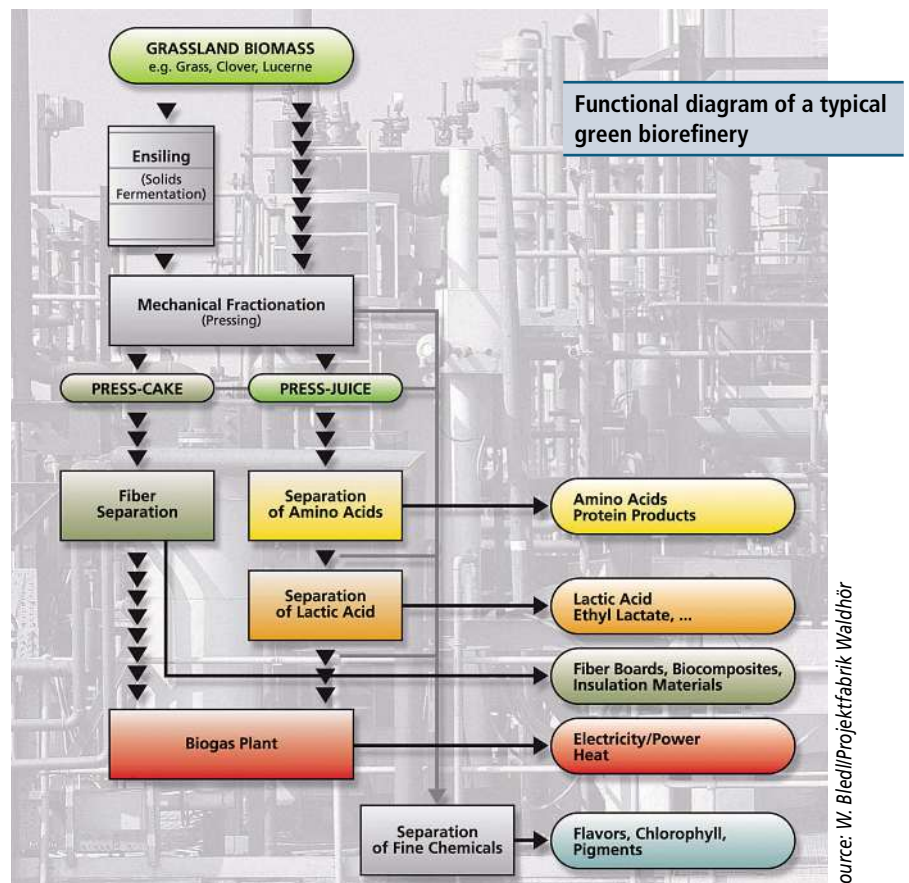 GRASSLAND BIOMASS
e.g. Grass, Clover, Lucerne
Functional diagram of a typical
green biorefinery
Ensiling
(Solids
Fermentation)
Mechanical Fractionation
(Pressing)
PRESS-CAKE
PRESS-JUICE
Fiber
Separation
Separation
of Amino Acids
Amino Acids
Protein Products
Separation
of Lactic Acid
Lactic Acid
Ethyl Lactate, ...
Fiber Boards, Biocomposites,
Insulation Materials
Biogas Plant
Electricity/Power
Heat
Separation
of Fine Chemicals
Flavors, Chlorophyll,
Pigments
ource: W. Bledl/Projektfabrik Waldhör